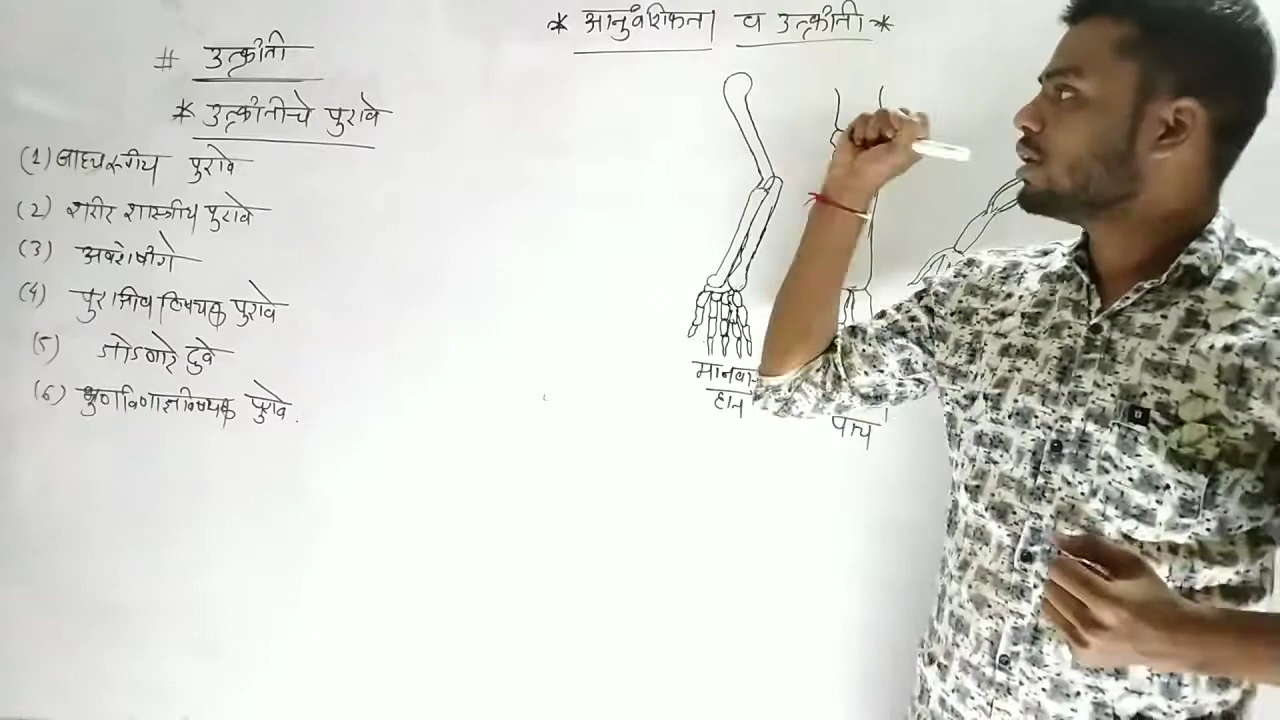 * आनुवंशिकता व उत्क्रांती *
# उत्क्रांती
* उत्क्रांतीचे पुरावे
(1) बाह्यरूपीय पुरावे
(2) शरीर शास्त्रीय पुरावे
(3) अवशेषांगे
(4) पुराजीव विषयक पुरावे
(5) जोडणारे दुवे
(6) भ्रुणविज्ञानविषयक पुरावे.
हात